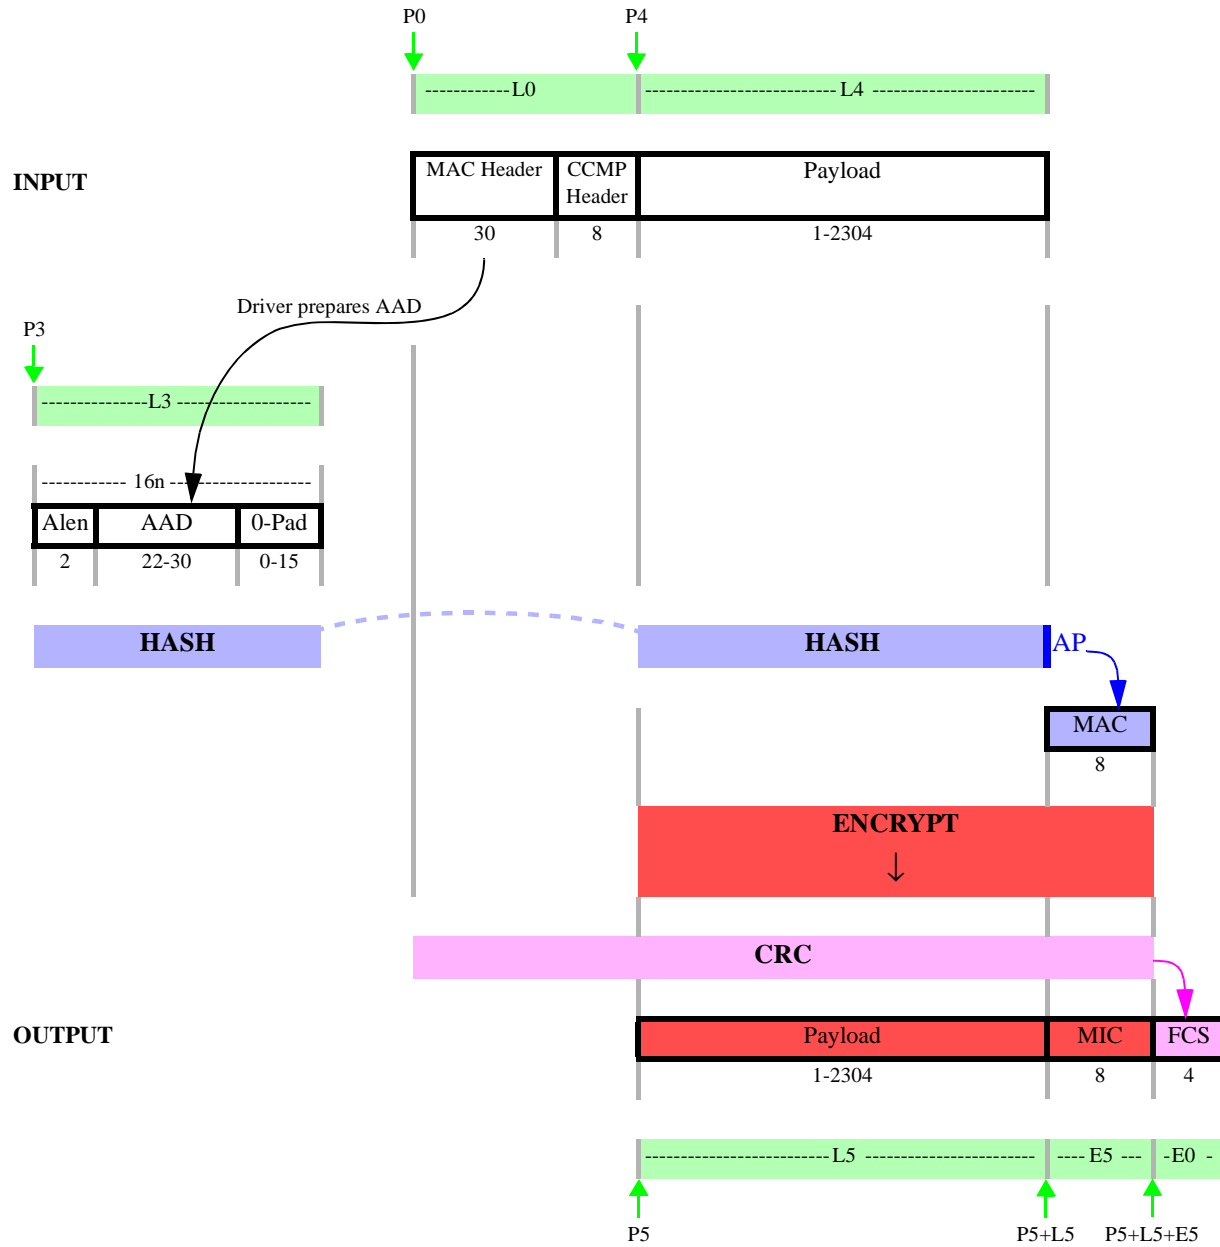 P0 P4
------------L0
--------------------------- L4 -----------------------
INPUT
MAC Header
CCMP
Header
Payload
30 8 1-2304
Driver prepares AAD
P3
---------------L3 -------------------
------------ 16n --------------------
Alen AAD 0-Pad
2 22-30 0-15
HASH HASH AP
MAC
8
ENCRYPT
↓
CRC
OUTPUT
Payload MIC FCS
1-2304 8 4
--------------------------L5 ------------------------
---- E5 ---
-E0 -
P5 P5+L5 P5+L5+E5